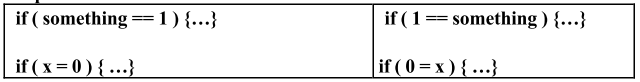 if ( something == 1 ) {…}
if ( 1 == something ) {…}
if ( x = 0 ) { …}
if ( 0 = x ) { …}